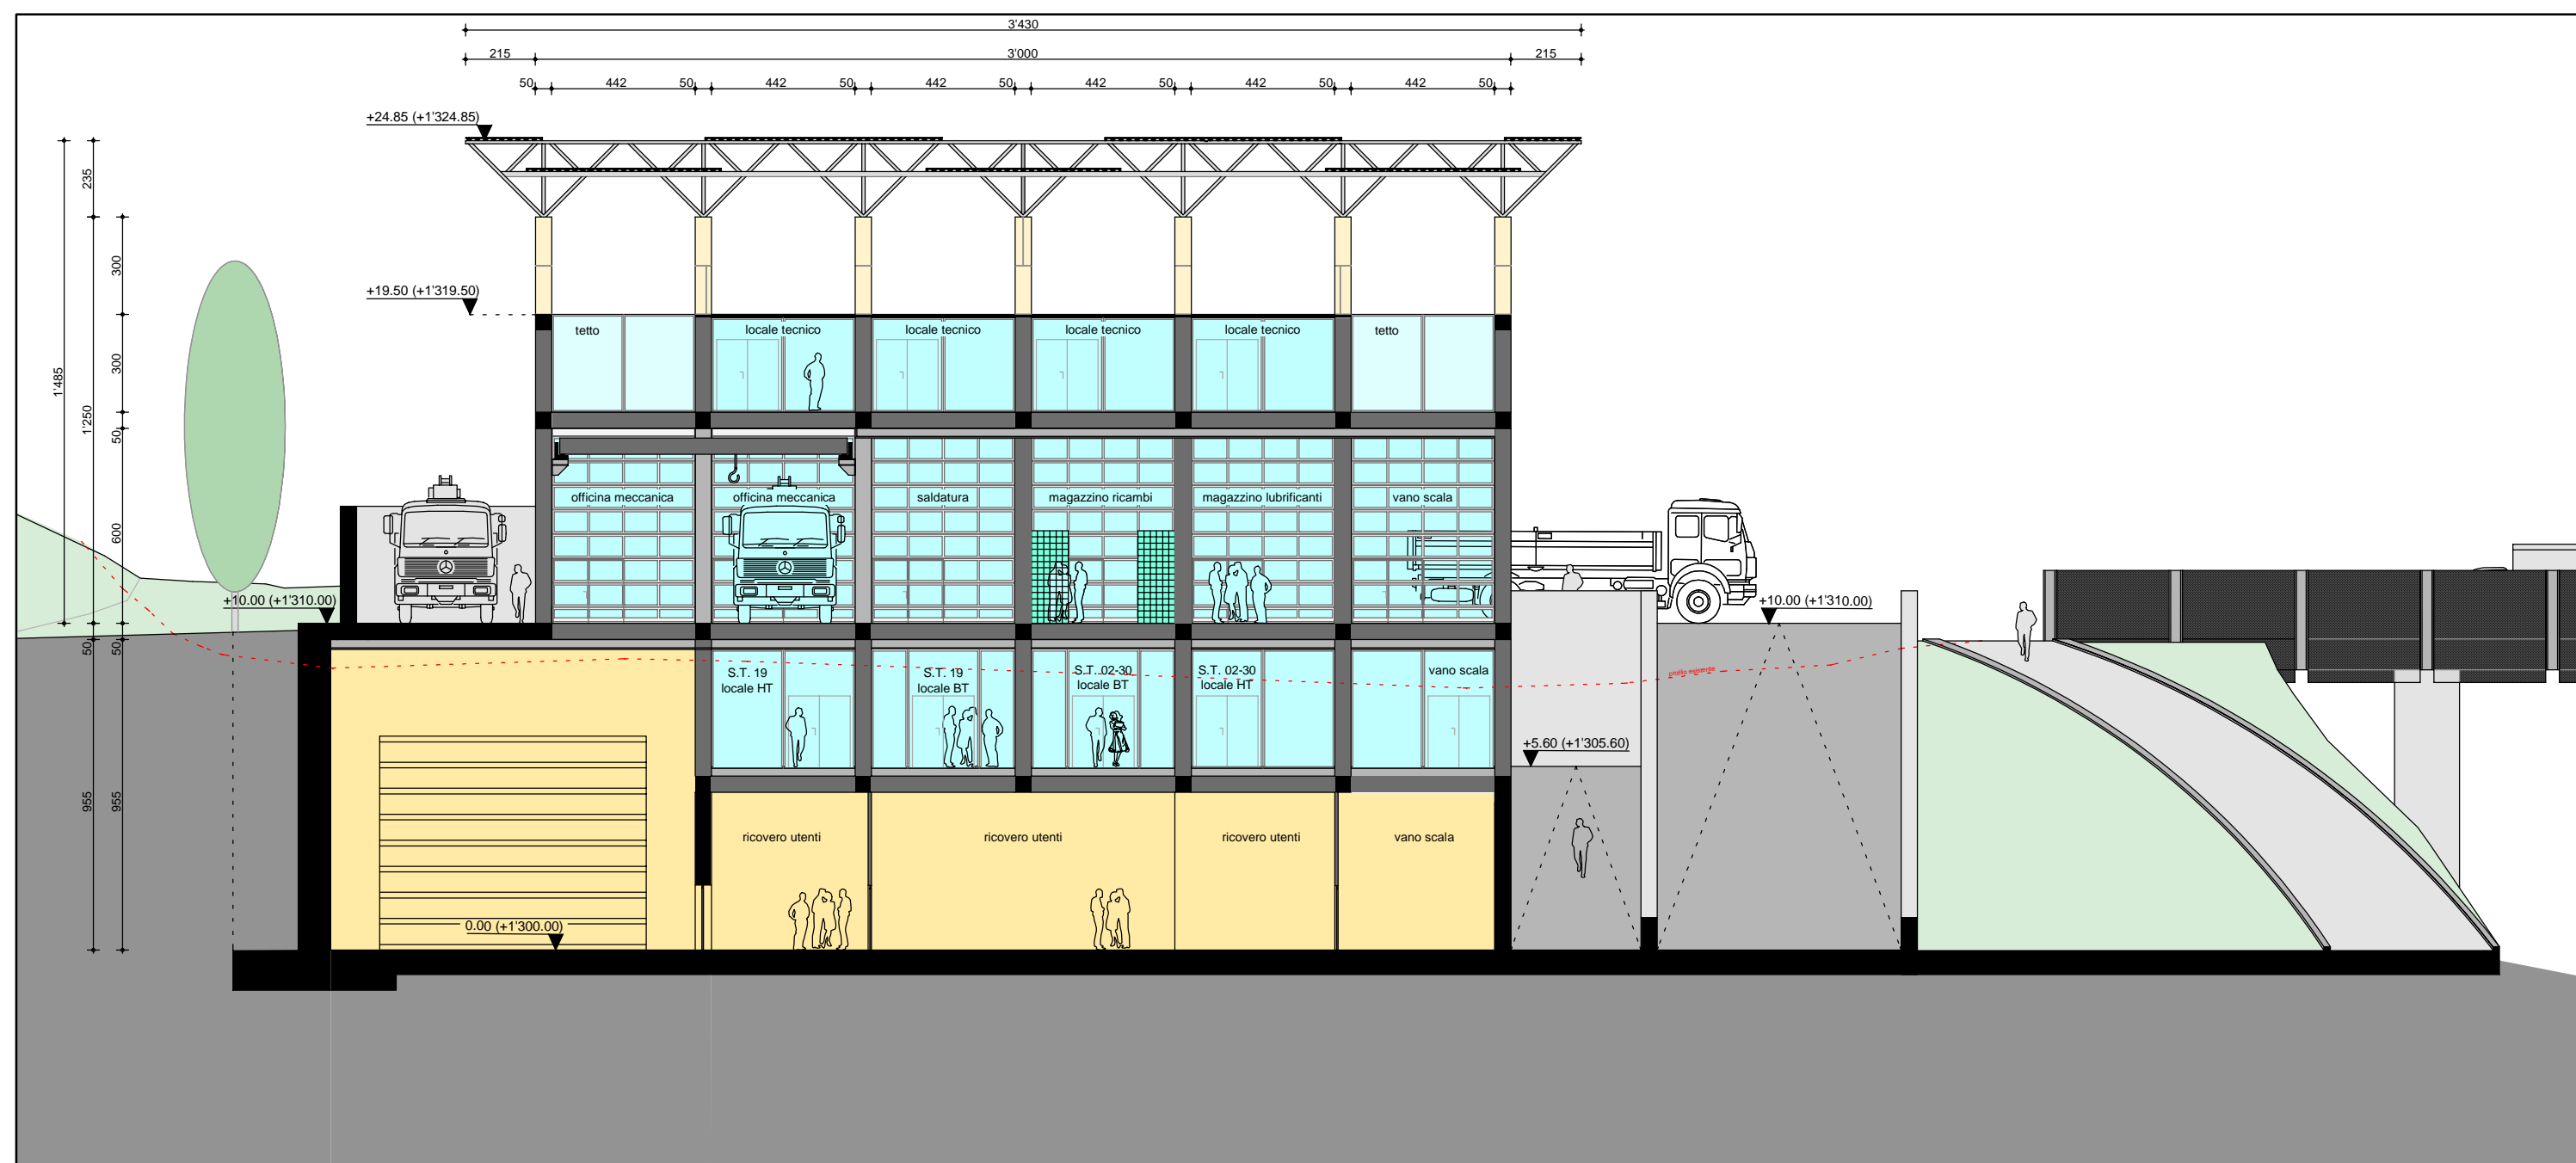 3'430
215 3'000 215
50 442 50 442 50 442 50 442 50 442 50 442 50
+24.85 (+1'324.85)
235
300
+19.50 (+1'319.50)
tetto locale tecnico locale tecnico locale tecnico locale tecnico tetto
300
1'485
1'250
50
officina meccanica officina meccanica saldatura magazzino ricambi magazzino lubrificanti vano scala
600
+10.00 (+1'310.00) +10.00 (+1'310.00)
50 50
S.T. 19 S.T. 19 S.T. 02-30 S.T. 02-30 vano scala
locale HT locale BT locale BT locale HT
profilo esistente
+5.60 (+1'305.60)
955 955
ricovero utenti ricovero utenti ricovero utenti vano scala
0.00 (+1'300.00)